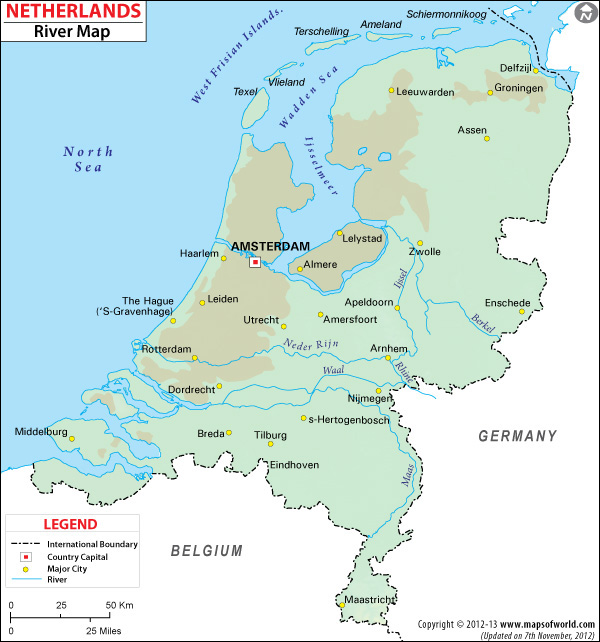 NETHERLANDS
River Map
Schiermonnikoog
N
Ameland
Terschelling
West Frisian Islands.
Vlieland
Texel
Wadden Sea
Delfzijl
Groningen
Leeuwarden
Assen
North
Sea
Ijsselmeer
AMSTERDAM
Lelystad
Haarlem
Almere
Zwolle
Ijssel
The Hague
('S-Gravenhage)
Leiden
Apeldoorn
Enschede
Utrecht
Amersfoort
Berkel
Neder Rijn
Rotterdam
Arnhem
Rhine
Waal
Dordrecht
Nijmegen
s-Hertogenbosch
Middelburg
Breda
Tilburg
GERMANY
Eindhoven
Maas
BELGIUM
Maastricht
LEGEND
International Boundary
Country Capital
Major City
River
0 25 50 Km
0 25 Miles
Copyright © 2012-13 www.mapsofworld.com
(Updated on 7th November, 2012)